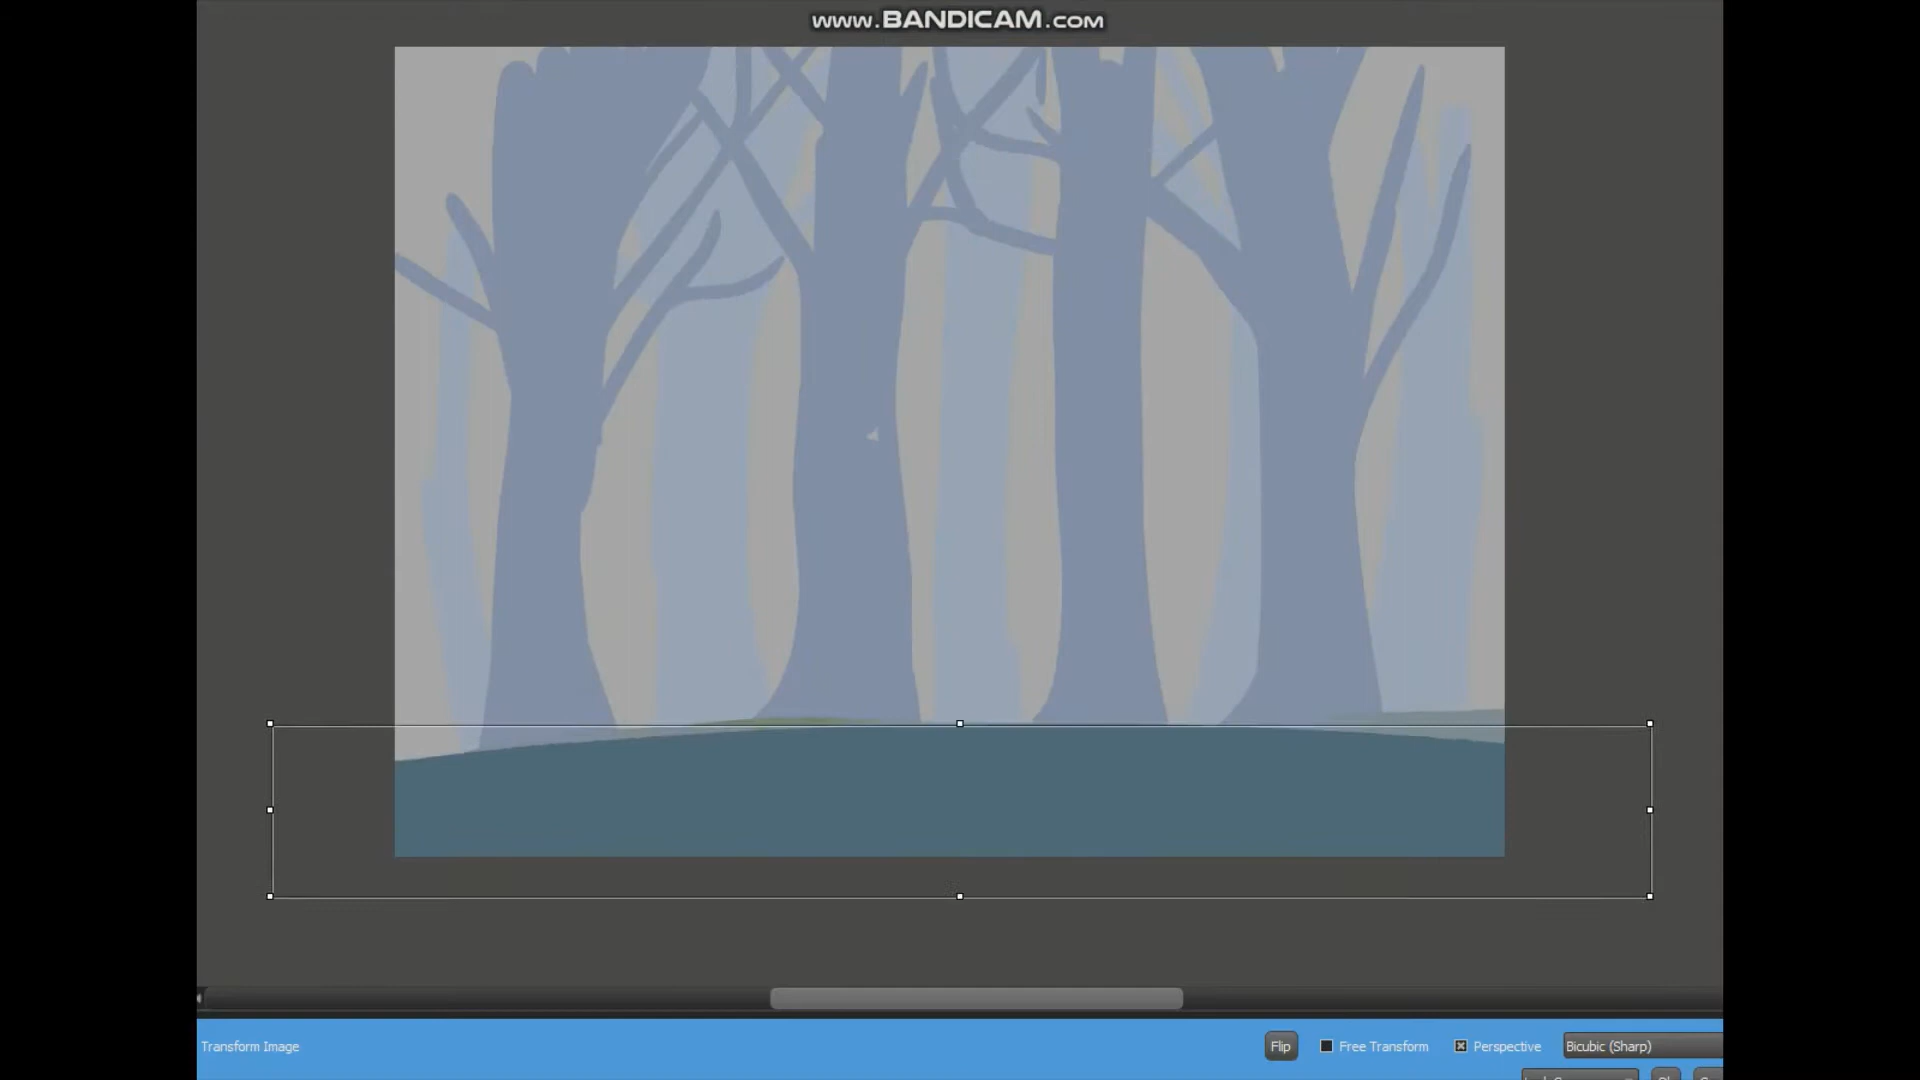 www.BANDICAM.com
Transform Image
Flip
Free Transform
Perspective
Bicubic (Sharp)